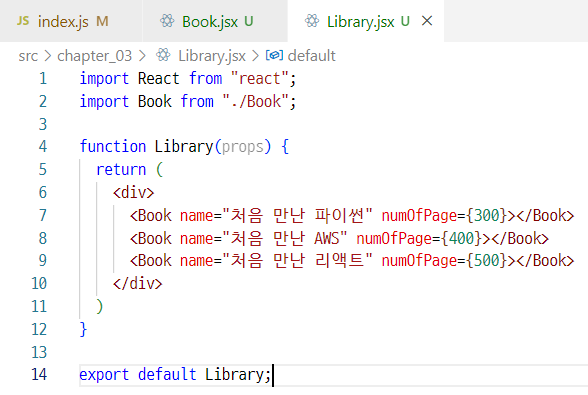 JS index.js M Book.jsx U Library.jsx U ×
src > chapter_03 > Library.jsx > default
1 import React from "react";
2 import Book from "./Book";
3
4 function Library(props) {
5 return (
6 <div>
7 <Book name="처음 만난 파이썬" numOfPage={300}></Book>
8 <Book name="처음 만난 AWS" numOfPage={400}></Book>
9 <Book name="처음 만난 리액트" numOfPage={500}></Book>
10 </div>
11 )
12 }
13
14 export default Library;